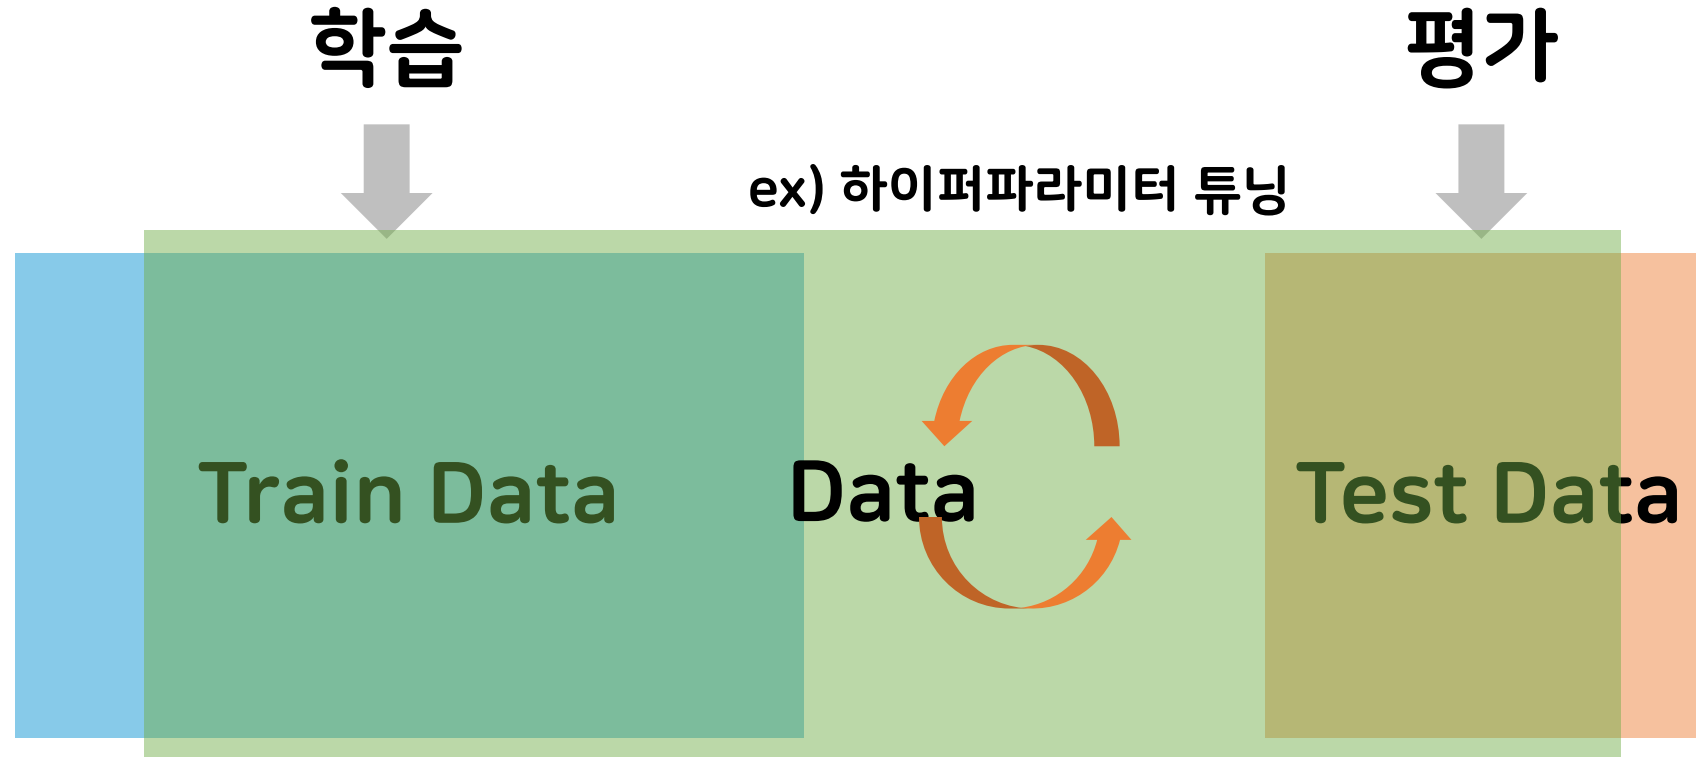 학습
평가
ex) 하이퍼파라미터 튜닝
Train Data
Data
Test Data